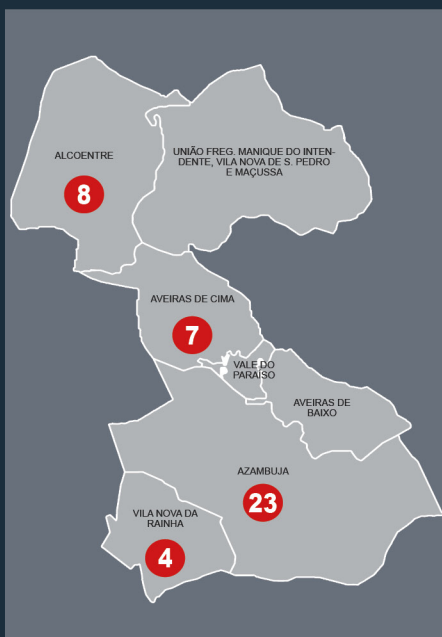 ALCOENTRE
8
UNIÃO FREG. MANIQUE DO INTEN-
DENTE, VILA NOVA DE S. PEDRO
E MAÇUSSA
AVEIRAS DE CIMA
7
VALE DO
PARAÍSO
AVEIRAS DE
BAIXO
AZAMBUJA
23
VILA NOVA DA
RAINHA
4